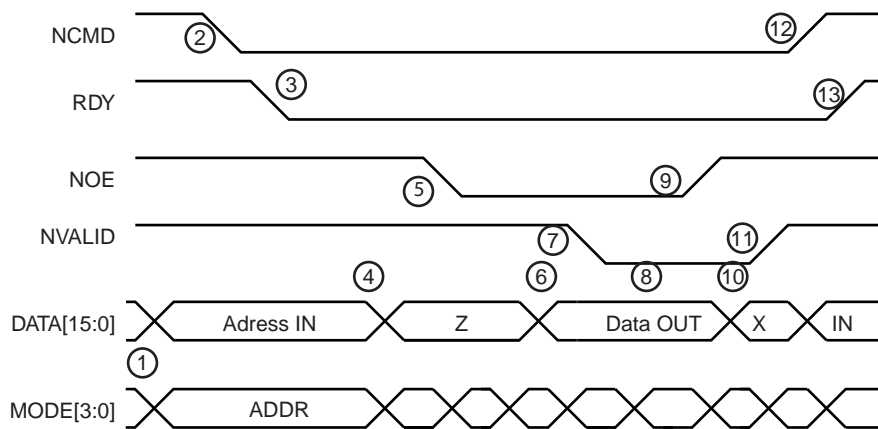 NCMD
2
12
RDY
3
13
NOE
5
9
NVALID
7
11
4
6
8
10
DATA[15:0]
Adress IN
Z
Data OUT
X
IN
1
MODE[3:0]
ADDR